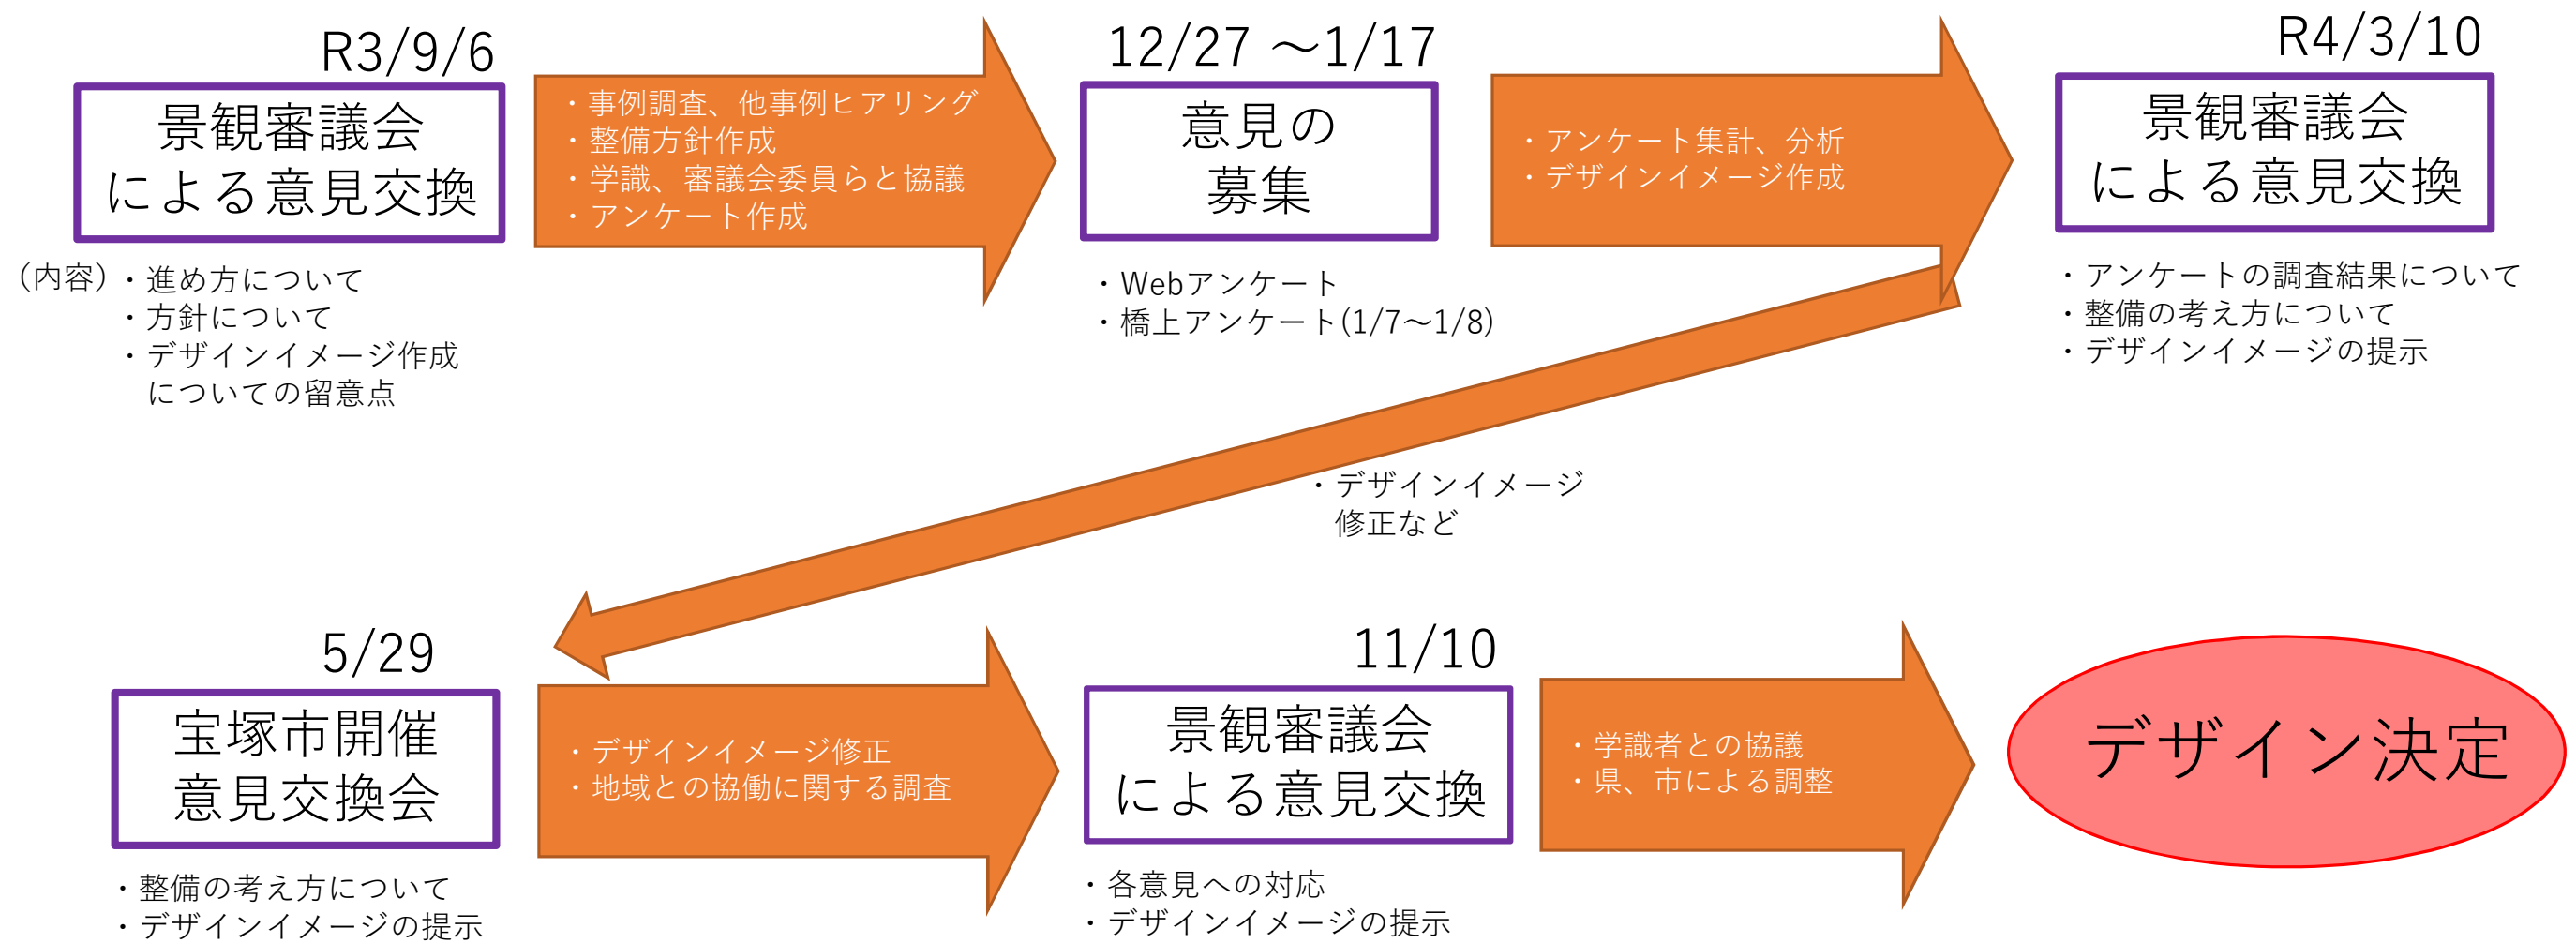 R3/9/6
景観審議会
による意見交換
(内容)
・進め方について
・方針について
・デザインイメージ作成
についての留意点
・事例調査、他事例ヒアリング
・整備方針作成
・学識、審議会委員らと協議
・アンケート作成
12/27 ～1/17
意見の
募集
・Webアンケート
・橋上アンケート(1/7～1/8)
・アンケート集計、分析
・デザインイメージ作成
R4/3/10
景観審議会
による意見交換
・アンケートの調査結果について
・整備の考え方について
・デザインイメージの提示
・デザインイメージ
修正など
5/29
宝塚市開催
意見交換会
・整備の考え方について
・デザインイメージの提示
・デザインイメージ修正
・地域との協働に関する調査
11/10
景観審議会
による意見交換
・各意見への対応
・デザインイメージの提示
・学識者との協議
・県、市による調整
デザイン決定